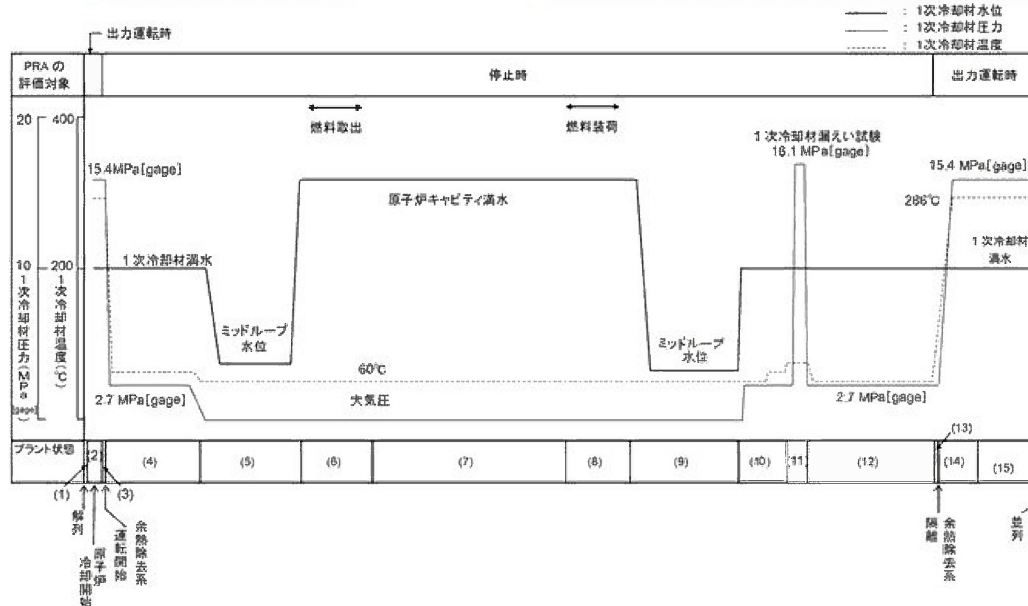 : 1次冷却材水位
: 1次冷却材圧力
: 1次冷却材温度
出力運転時
PRAの
評価対象
停止時
出力運転時
20
400
燃料取出
燃料装荷
1次冷却材漏えい試験
16.1 MPa[gage]
15.4MPa[gage]
15.4 MPa[gage]
原子炉キャビティ満水
286℃
1次冷却材満水
1次冷却材
満水
10
200
1次冷却材圧力(MPa[gage])
1次冷却材温度(℃)
ミッドループ
水位
ミッドループ
水位
60℃
大気圧
2.7 MPa[gage]
2.7 MPa[gage]
プラント状態
(1)
(2
(3)
(4)
(5)
(6)
(7)
(8)
(9)
(10)
(11)
(12)
(13)
(14)
(15)
解列
原子炉
冷却開始
余熱除去系
運転開始
余熱除去系
隔離
並列